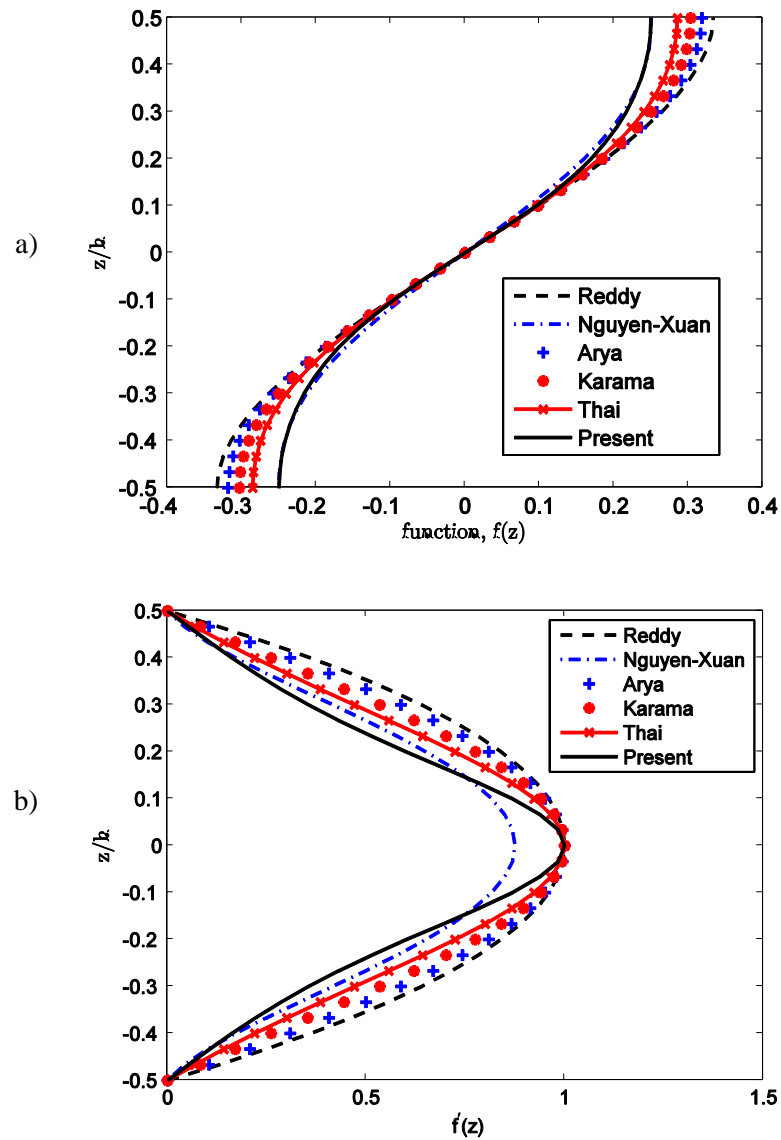 a)
0.5
0.4
0.3
0.2
0.1
0
-0.1
-0.2
-0.3
-0.4
-0.5
z/h
-0.4 -0.3 -0.2 -0.1 0 0.1 0.2 0.3 0.4
function, f(z)
Reddy
Nguyen-Xuan
Arya
Karama
Thai
Present
b)
0.5
0.4
0.3
0.2
0.1
0
-0.1
-0.2
-0.3
-0.4
-0.5
z/h
0 0.5 1 1.5
f'(z)
Reddy
Nguyen-Xuan
Arya
Karama
Thai
Present